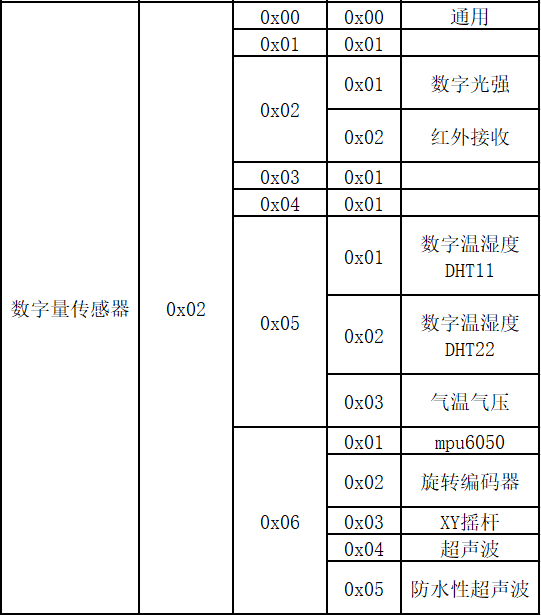 0x00 0x00 通用
0x01 0x01
0x01 数字光强
0x02
0x02 红外接收
0x03 0x01
0x04 0x01
数字温湿度
0x01
DHT11
数字量传感器 0x02 0x05
数字温湿度
0x02
DHT22
0x03 气温气压
0x01 mpu6050
0x02 旋转编码器
0x06 0x03 XY摇杆
0x04 超声波
0x05 防水性超声波